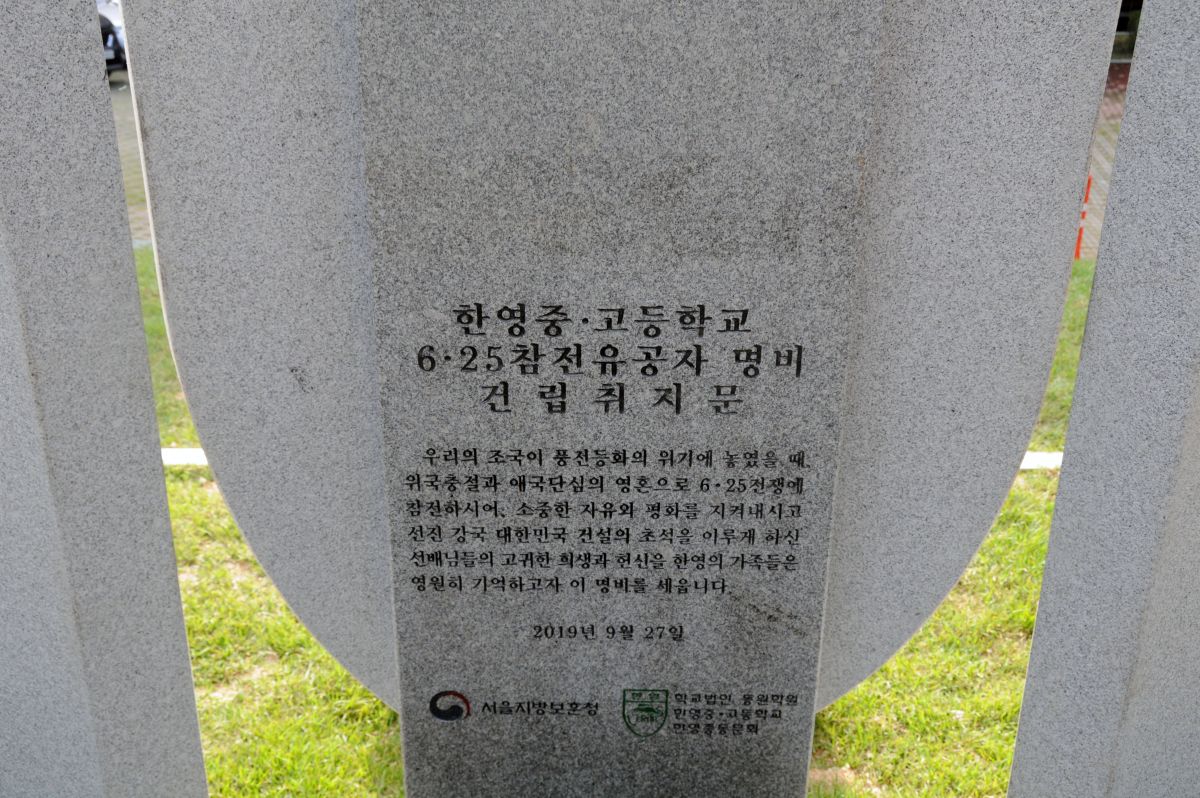 한영중·고등학교
6·25참전유공자 명비
건립취지문
우리의 조국이 풍전등화의 위기에 놓였을 때,
위국충절과 애국단심의 영혼으로 6·25전쟁에
참전하시어, 소중한 자유와 평화를 지켜내시고
선진 강국 대한민국 건설의 초석을 이루게 하신
선배님들의 고귀한 희생과 헌신을 한영의 가족들은
영원히 기억하고자 이 명비를 세웁니다.
2019년 9월 27일
서울지방보훈청
한영
학교법인 동원학원
한영중·고등학교
한영총동문회